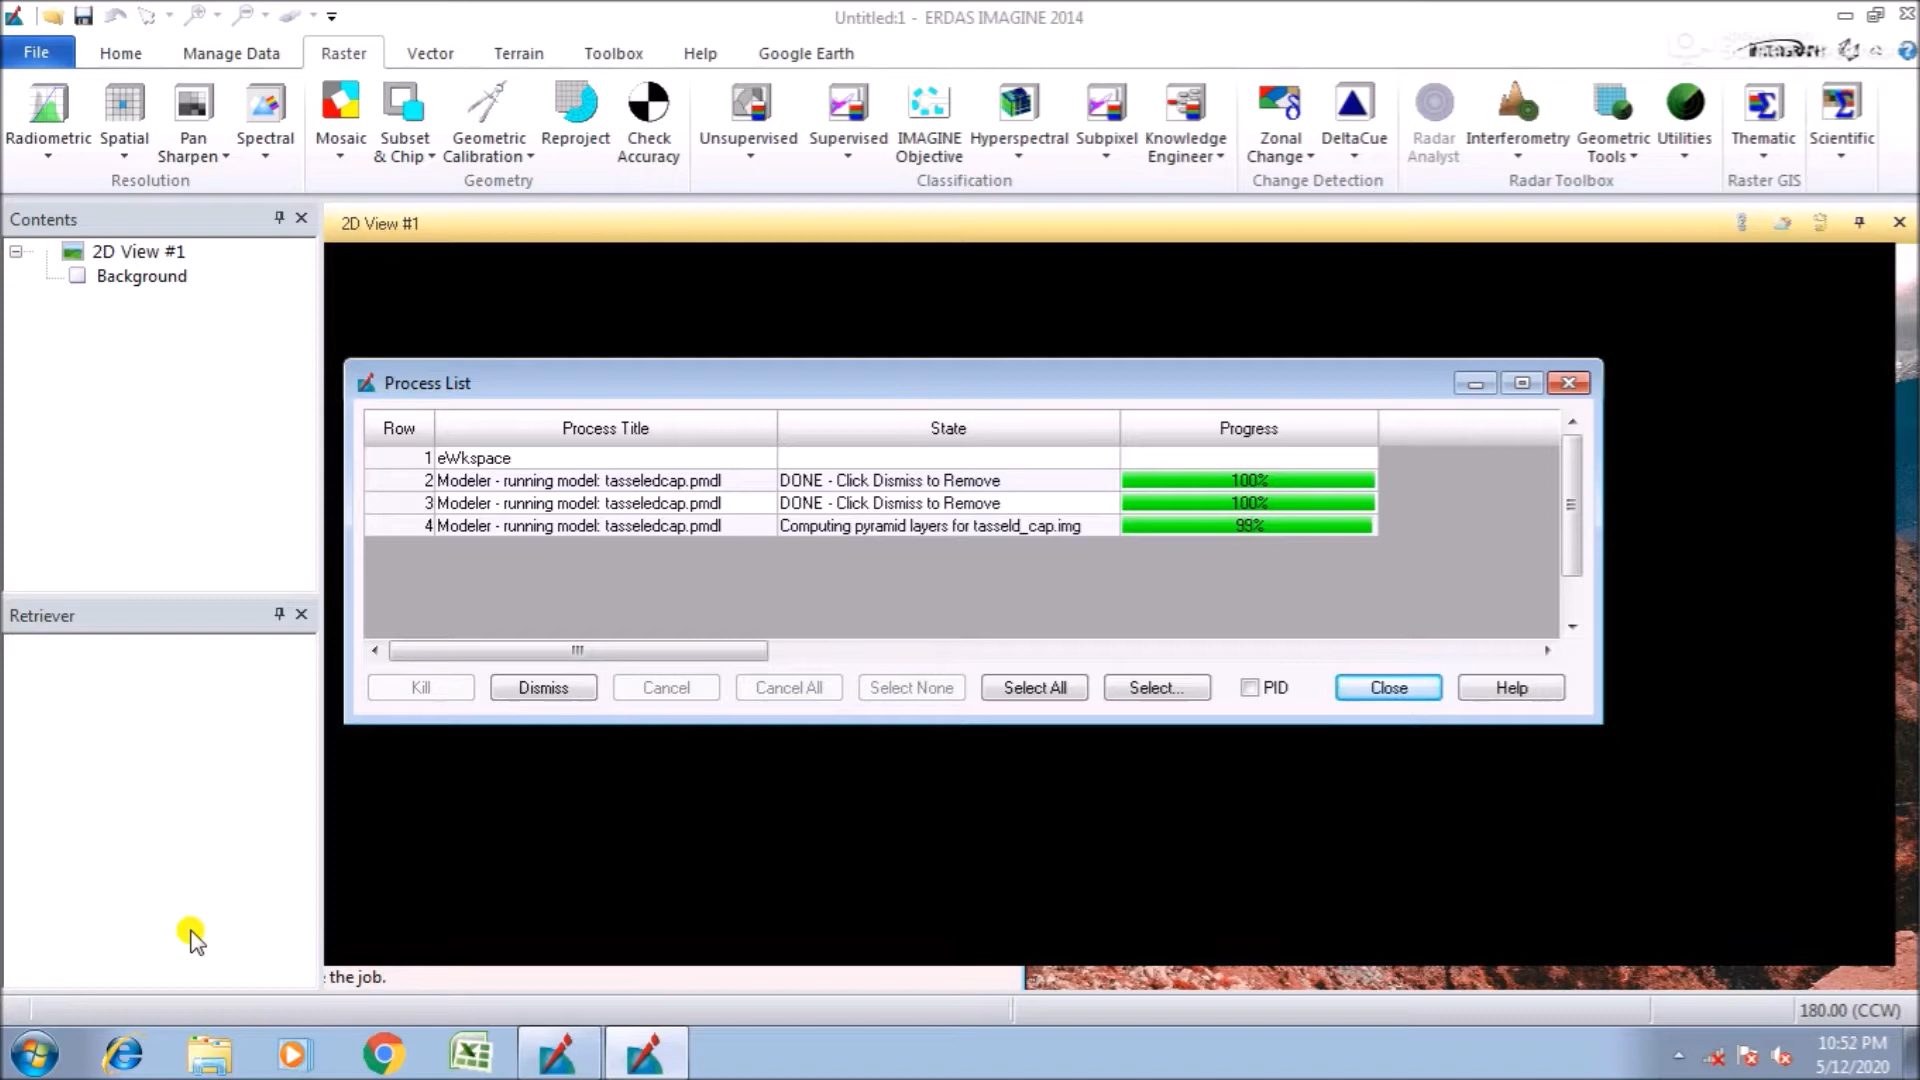 Untitled:1 - ERDAS IMAGINE 2014
File Home Manage Data Raster Vector Terrain Toolbox Help Google Earth
Radiometric Spatial Pan Sharpen Spectral
Mosaic Subset & Chip Geometric Calibration Reproject Check Accuracy
Unsupervised Supervised IMAGINE Objective Hyperspectral Subpixel Knowledge Engineer
Zonal Change DeltaCue
Radar Analyst Interferometry Geometric Tools Utilities
Thematic Scientific
Resolution Geometry Classification Change Detection Radar Toolbox Raster GIS
Contents
2D View #1
2D View #1
Background
Process List
Row Process Title State Progress
1 eWkspace
2 Modeler - running model: tasseledcap.pmdl DONE - Click Dismiss to Remove 100%
3 Modeler - running model: tasseledcap.pmdl DONE - Click Dismiss to Remove 100%
4 Modeler - running model: tasseledcap.pmdl Computing pyramid layers for tasseld_cap.img 99%
Kill Dismiss Cancel Cancel All Select None Select All Select... PID Close Help
Retriever
the job.
180.00 (CCW)
10:52 PM
5/12/2020